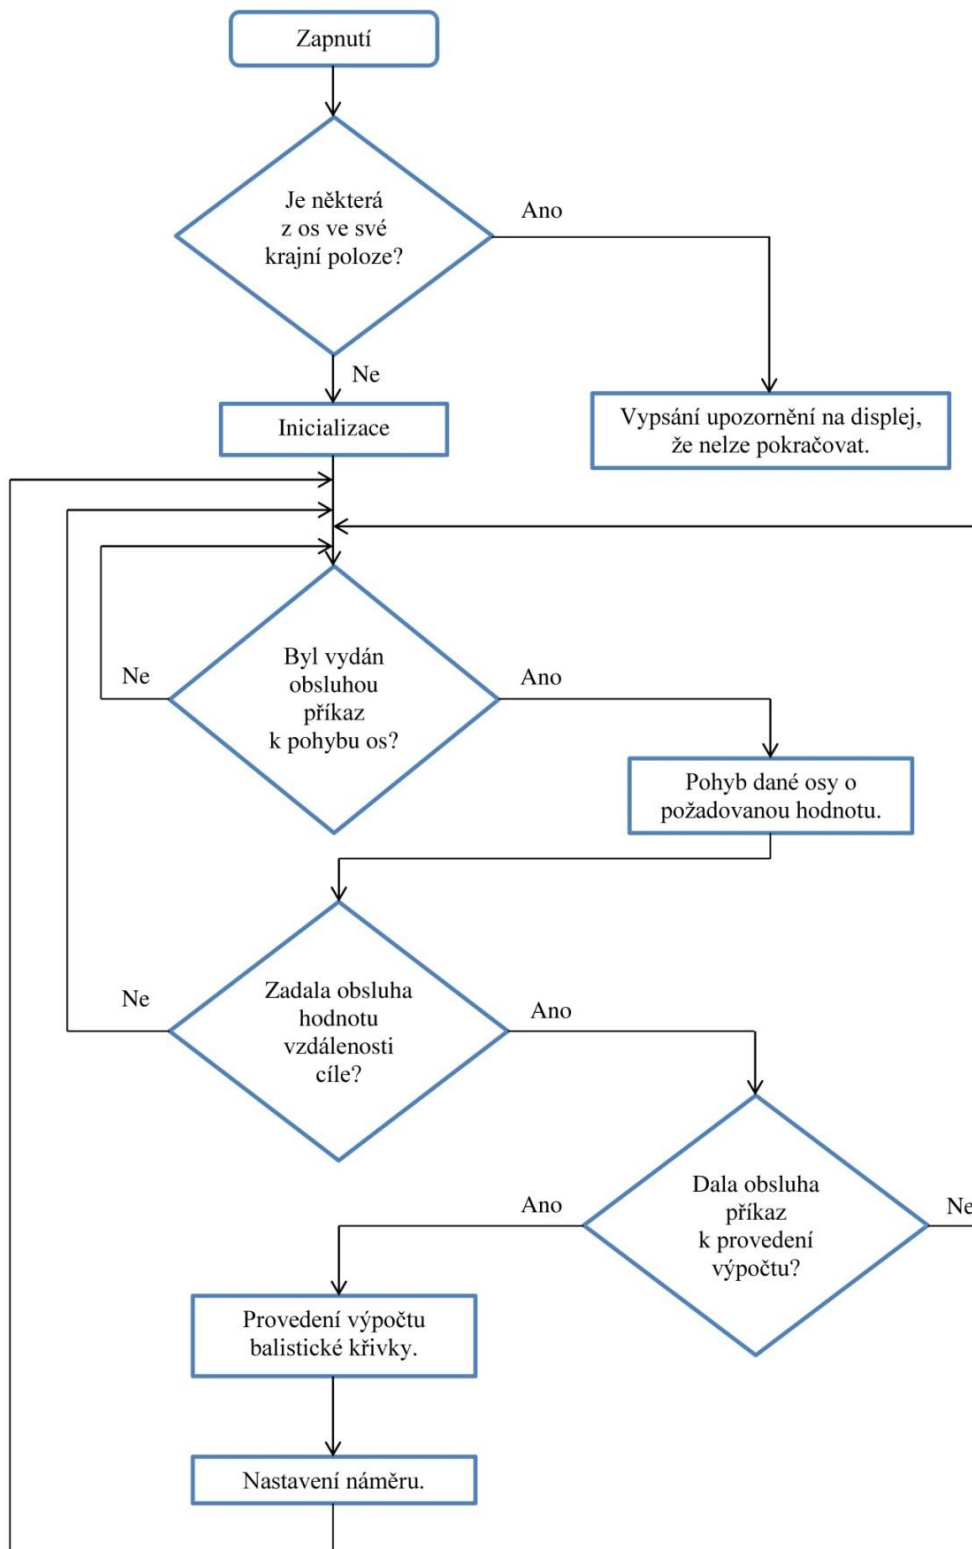 Zapnutí
Je některá
z os ve své
krajní poloze?
Ano
Ne
Inicializace
Vypsání upozornění na displej,
že nelze pokračovat.
Ne
Byl vydán
obsluhou
příkaz
k pohybu os?
Ano
Pohyb dané osy o
požadovanou hodnotu.
Ne
Zadala obsluha
hodnotu
vzdálenosti
cíle?
Ano
Ano
Dala obsluha
příkaz
k provedení
výpočtu?
Ne
Provedení výpočtu
balistické křivky.
Nastavení náměru.